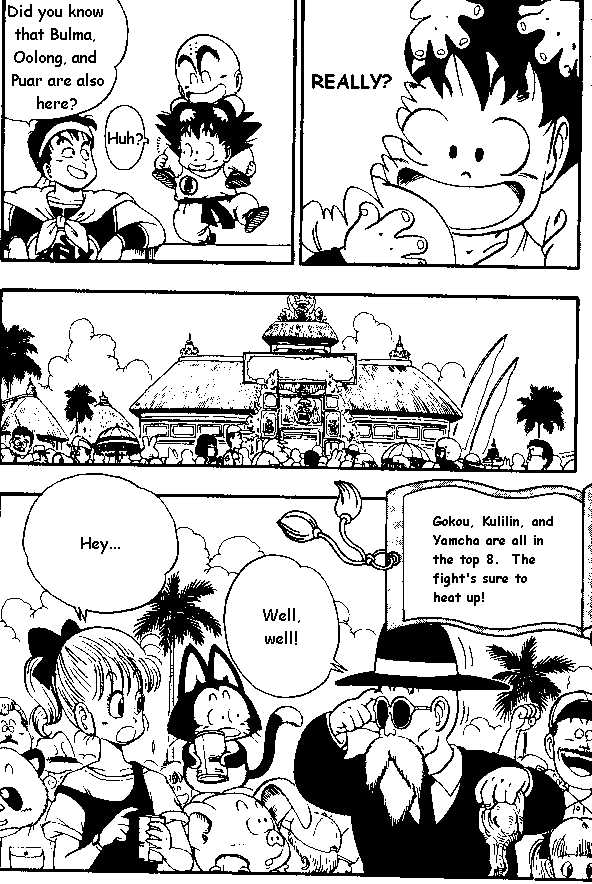 Did you know
that Bulma,
Oolong, and
Puar are also
here?
Huh?
REALLY?
Hey...
Well,
well!
Gokou, Kulilin, and
Yamcha are all in
the top 8. The
fight's sure to
heat up!